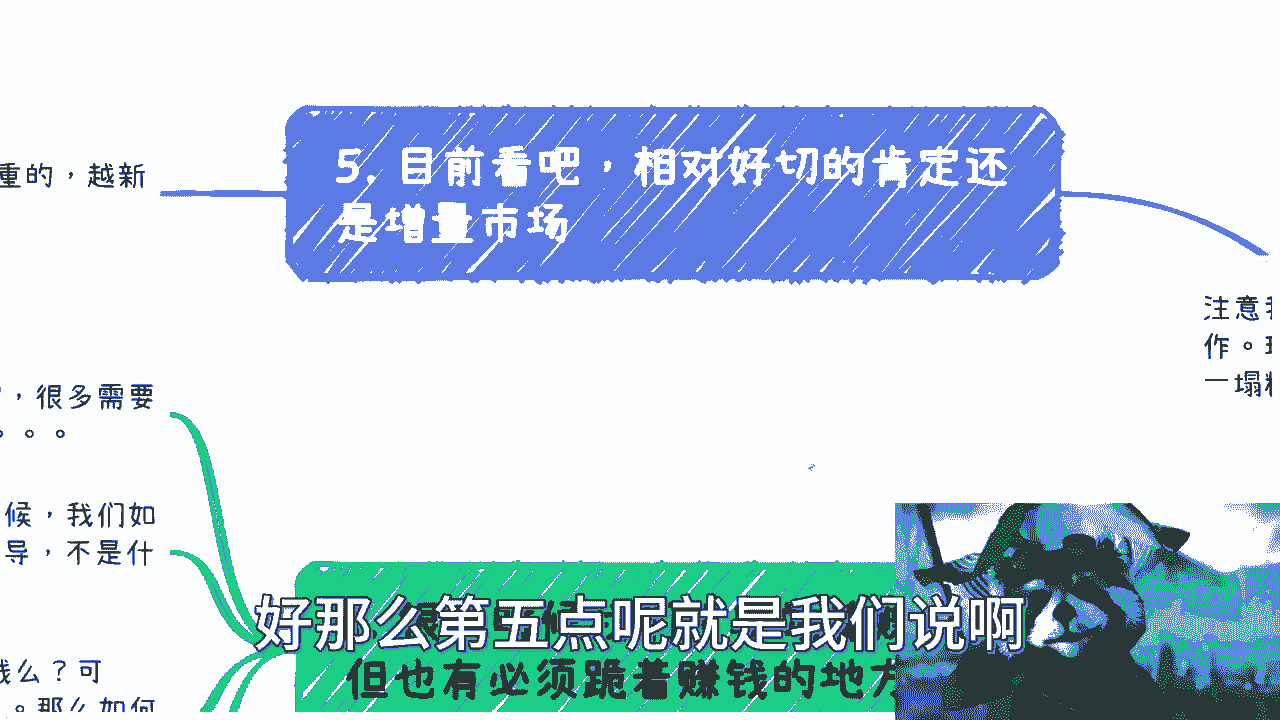 5. 目前看吧，相对好切的肯定还
是增量市场
重的，越新
注意
作。
一塌
，很多需要
。。。
候，我们如
导，不是什
好那么第五点呢就是我们说啊
但也有必须跪着赚钱的地方
么？可
。那么如何